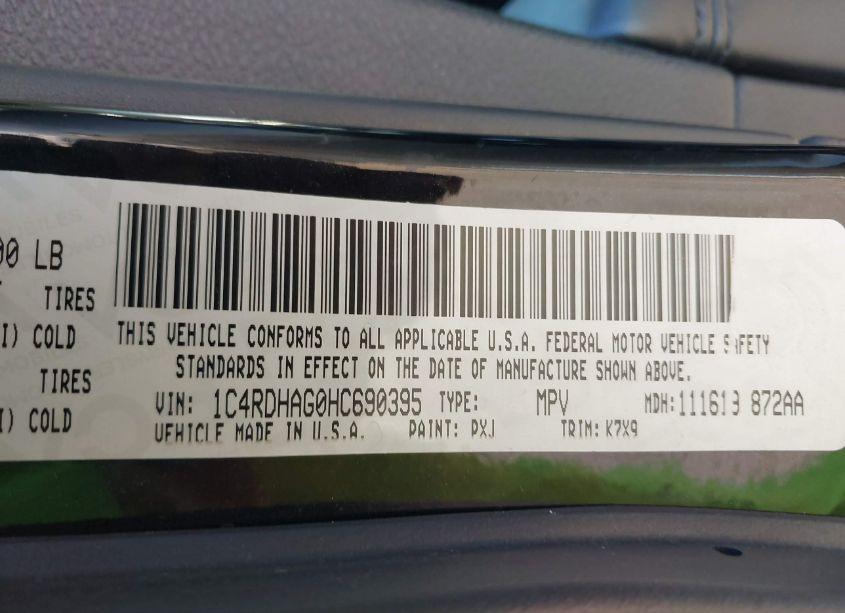 00 LB
TIRES
I) COLD
TIRES
I) COLD
THIS VEHICLE CONFORMS TO ALL APPLICABLE U.S.A. FEDERAL MOTOR VEHICLE SAFETY
STANDARDS IN EFFECT ON THE DATE OF MANUFACTURE SHOWN ABOVE.
VIN: 1C4RDHAG0HC690395 TYPE: MPV MDH: 111613 872AA
VEHICLE MADE IN U.S.A. PAINT: PXJ TRIM: K7X9